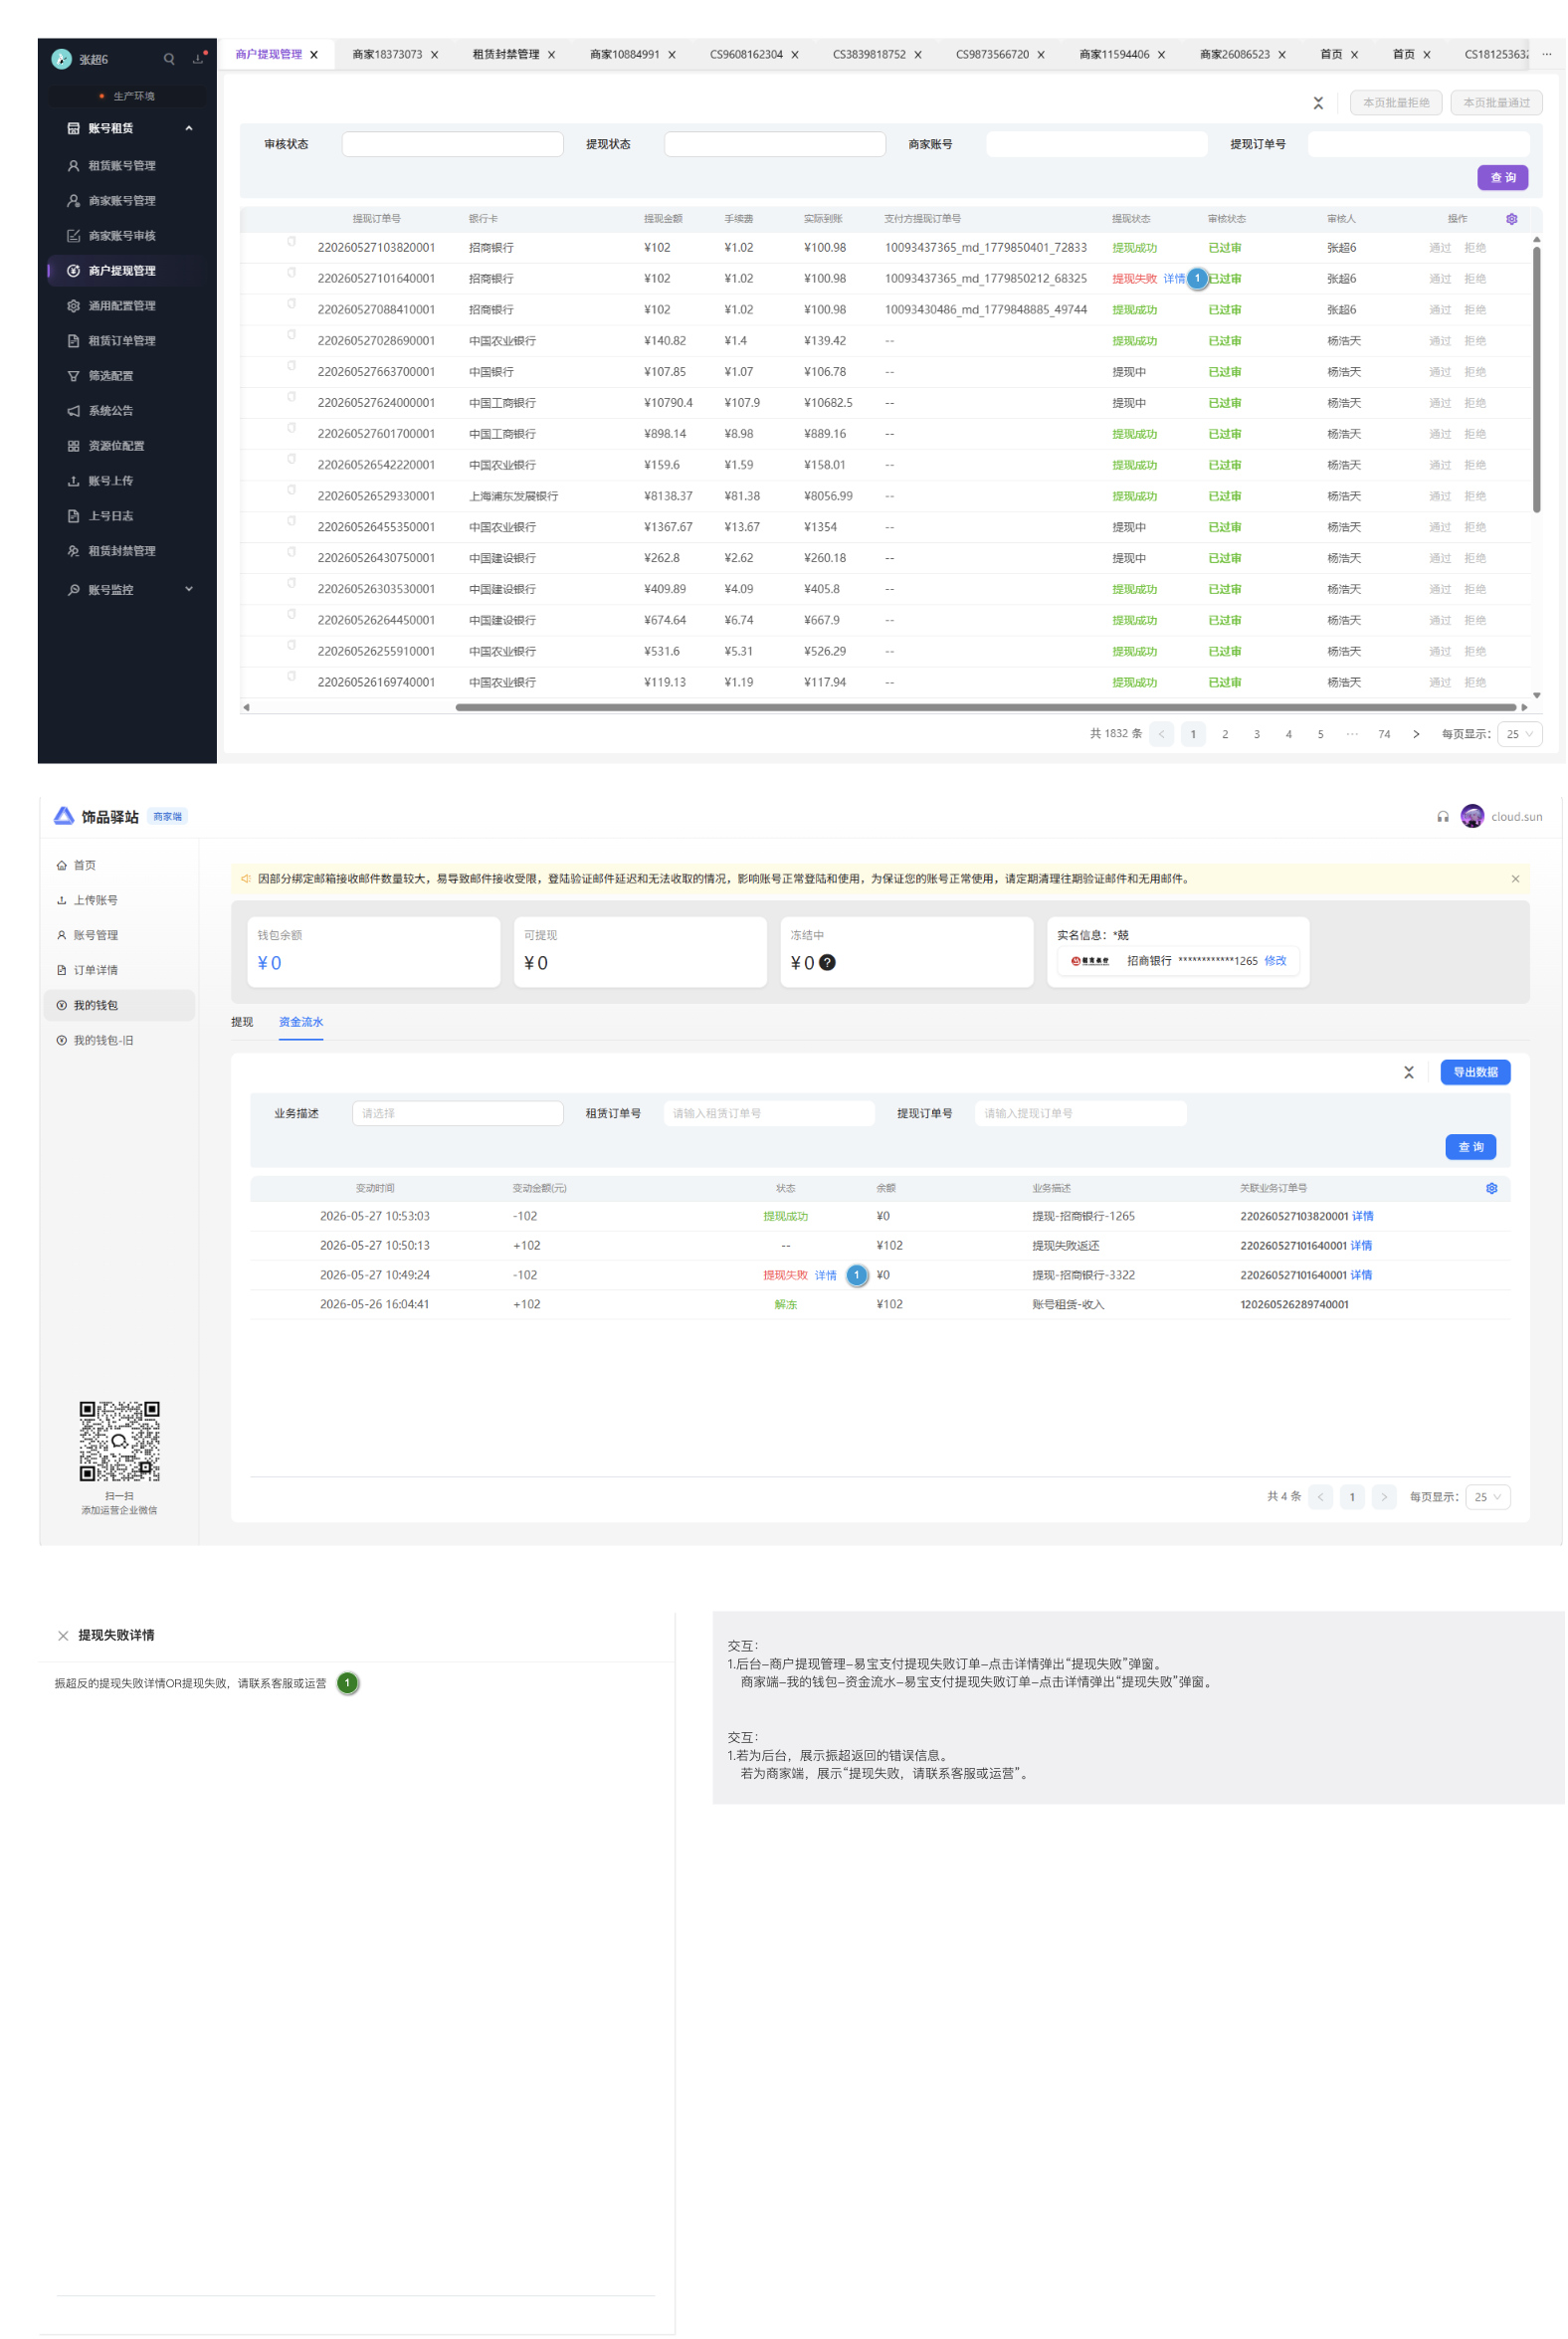 张超6
生产环境
账号租赁
租赁账号管理
商家账号管理
商家账号审核
商户提现管理
通用配置管理
租赁订单管理
筛选配置
系统公告
资源位配置
账号上传
上号日志
租赁封禁管理
账号监控
商户提现管理 X 商家18373073 X 租赁封禁管理 X 商家10884991 X CS9608162304 X CS3839818752 X CS9873566720 X 商家11594406 X 商家26086523 X 首页 X 首页 X CS181253632 ···
本页批量拒绝 本页批量通过
审核状态 提现状态 商家账号 提现订单号
查 询
提现订单号 银行卡 提现金额 手续费 实际到账 支付方提现订单号 提现状态 审核状态 审核人 操作
220260527103820001 招商银行 ¥102 ¥1.02 ¥100.98 10093437365_md_1779850401_72833 提现成功 已过审 张超6 通过 拒绝
220260527101640001 招商银行 ¥102 ¥1.02 ¥100.98 10093437365_md_1779850212_68325 提现失败 详情 1 已过审 张超6 通过 拒绝
220260527088410001 招商银行 ¥102 ¥1.02 ¥100.98 10093430486_md_1779848885_49744 提现成功 已过审 张超6 通过 拒绝
220260527028690001 中国农业银行 ¥140.82 ¥1.4 ¥139.42 -- 提现成功 已过审 杨浩天 通过 拒绝
220260527663700001 中国银行 ¥107.85 ¥1.07 ¥106.78 -- 提现中 已过审 杨浩天 通过 拒绝
220260527624000001 中国工商银行 ¥10790.4 ¥107.9 ¥10682.5 -- 提现中 已过审 杨浩天 通过 拒绝
220260527601700001 中国工商银行 ¥898.14 ¥8.98 ¥889.16 -- 提现成功 已过审 杨浩天 通过 拒绝
220260526542220001 中国农业银行 ¥159.6 ¥1.59 ¥158.01 -- 提现成功 已过审 杨浩天 通过 拒绝
220260526529330001 上海浦东发展银行 ¥8138.37 ¥81.38 ¥8056.99 -- 提现成功 已过审 杨浩天 通过 拒绝
220260526455350001 中国农业银行 ¥1367.67 ¥13.67 ¥1354 -- 提现中 已过审 杨浩天 通过 拒绝
220260526430750001 中国建设银行 ¥262.8 ¥2.62 ¥260.18 -- 提现中 已过审 杨浩天 通过 拒绝
220260526303530001 中国建设银行 ¥409.89 ¥4.09 ¥405.8 -- 提现成功 已过审 杨浩天 通过 拒绝
220260526264450001 中国建设银行 ¥674.64 ¥6.74 ¥667.9 -- 提现成功 已过审 杨浩天 通过 拒绝
220260526255910001 中国农业银行 ¥531.6 ¥5.31 ¥526.29 -- 提现成功 已过审 杨浩天 通过 拒绝
220260526169740001 中国农业银行 ¥119.13 ¥1.19 ¥117.94 -- 提现成功 已过审 杨浩天 通过 拒绝
共 1832 条 < 1 2 3 4 5 ··· 74 > 每页显示: 25
饰品驿站 商家端
cloud.sun
首页
上传账号
账号管理
订单详情
我的钱包
我的钱包-旧
扫一扫
添加运营企业微信
因部分绑定邮箱接收邮件数量较大，易导致邮件接收受限，登陆验证邮件延迟和无法收取的情况，影响账号正常登陆和使用，为保证您的账号正常使用，请定期清理往期验证邮件和无用邮件。
钱包余额 可提现 冻结中 实名信息：*兢
¥ 0 ¥ 0 ¥ 0 ? 招商银行 招商银行 ************1265 修改
提现 资金流水
导出数据
业务描述 请选择 租赁订单号 请输入租赁订单号 提现订单号 请输入提现订单号
查 询
变动时间 变动金额(元) 状态 余额 业务描述 关联业务订单号
2026-05-27 10:53:03 -102 提现成功 ¥0 提现-招商银行-1265 220260527103820001 详情
2026-05-27 10:50:13 +102 -- ¥102 提现失败返还 220260527101640001 详情
2026-05-27 10:49:24 -102 提现失败 详情 1 ¥0 提现-招商银行-3322 220260527101640001 详情
2026-05-26 16:04:41 +102 解冻 ¥102 账号租赁-收入 120260526289740001
共 4 条 < 1 > 每页显示: 25
提现失败详情
振超反的提现失败详情OR提现失败，请联系客服或运营 1
交互：
1.后台–商户提现管理–易宝支付提现失败订单–点击详情弹出“提现失败”弹窗。
商家端–我的钱包–资金流水–易宝支付提现失败订单–点击详情弹出“提现失败”弹窗。
交互：
1.若为后台，展示振超返回的错误信息。
若为商家端，展示“提现失败，请联系客服或运营”。